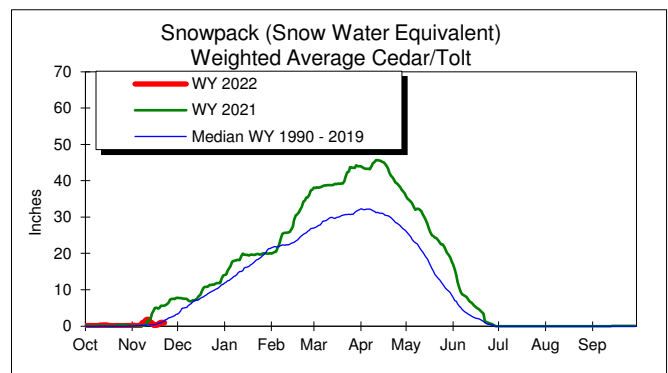 Snowpack (Snow Water Equivalent)
Weighted Average Cedar/Tolt
70
60
50
40
30
20
10
0
Inches
WY 2022
WY 2021
Median WY 1990 - 2019
Oct Nov Dec Jan Feb Mar Apr May Jun Jul Aug Sep